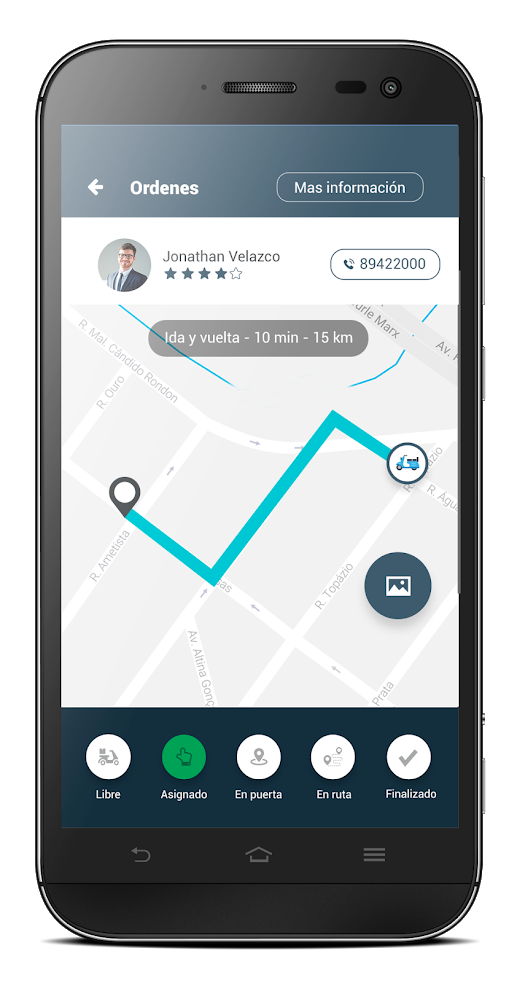 Ordenes
Mas información
Jonathan Velazco
89422000
Ida y vuelta - 10 min - 15 km
urle Marx
Av.
R. Mal. Cândido Rondon
R. Ouro
R. Ametista
R. Topázio
Av. Altina Gonç
Prata
Libre
Asignado
En puerta
En ruta
Finalizado